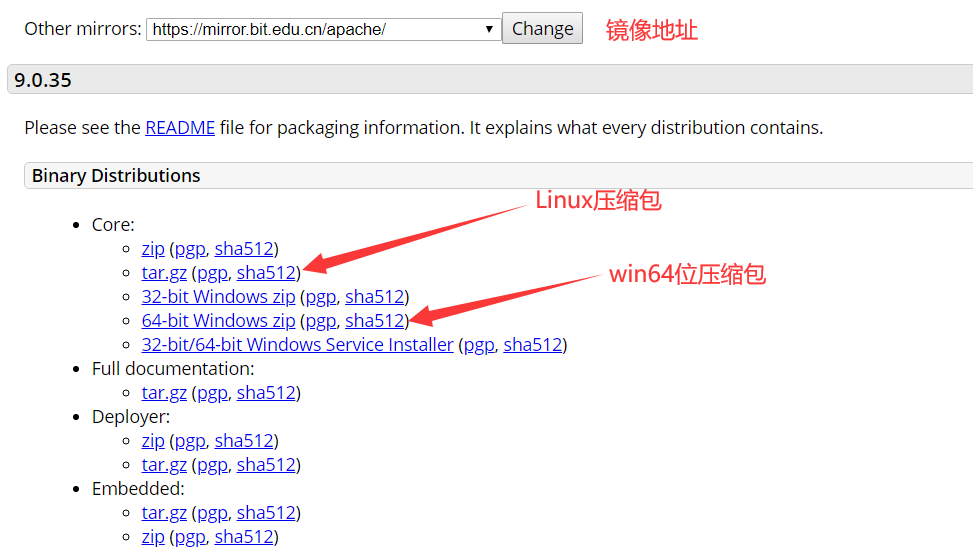 Other mirrors: https://mirror.bit.edu.cn/apache/ Change 镜像地址
9.0.35
Please see the README file for packaging information. It explains what every distribution contains.
Binary Distributions
Linux压缩包
Core:
zip (pgp, sha512)
tar.gz (pgp, sha512)
win64位压缩包
32-bit Windows zip (pgp, sha512)
64-bit Windows zip (pgp, sha512)
32-bit/64-bit Windows Service Installer (pgp, sha512)
Full documentation:
tar.gz (pgp, sha512)
Deployer:
zip (pgp, sha512)
tar.gz (pgp, sha512)
Embedded:
tar.gz (pgp, sha512)
zip (pgp, sha512)